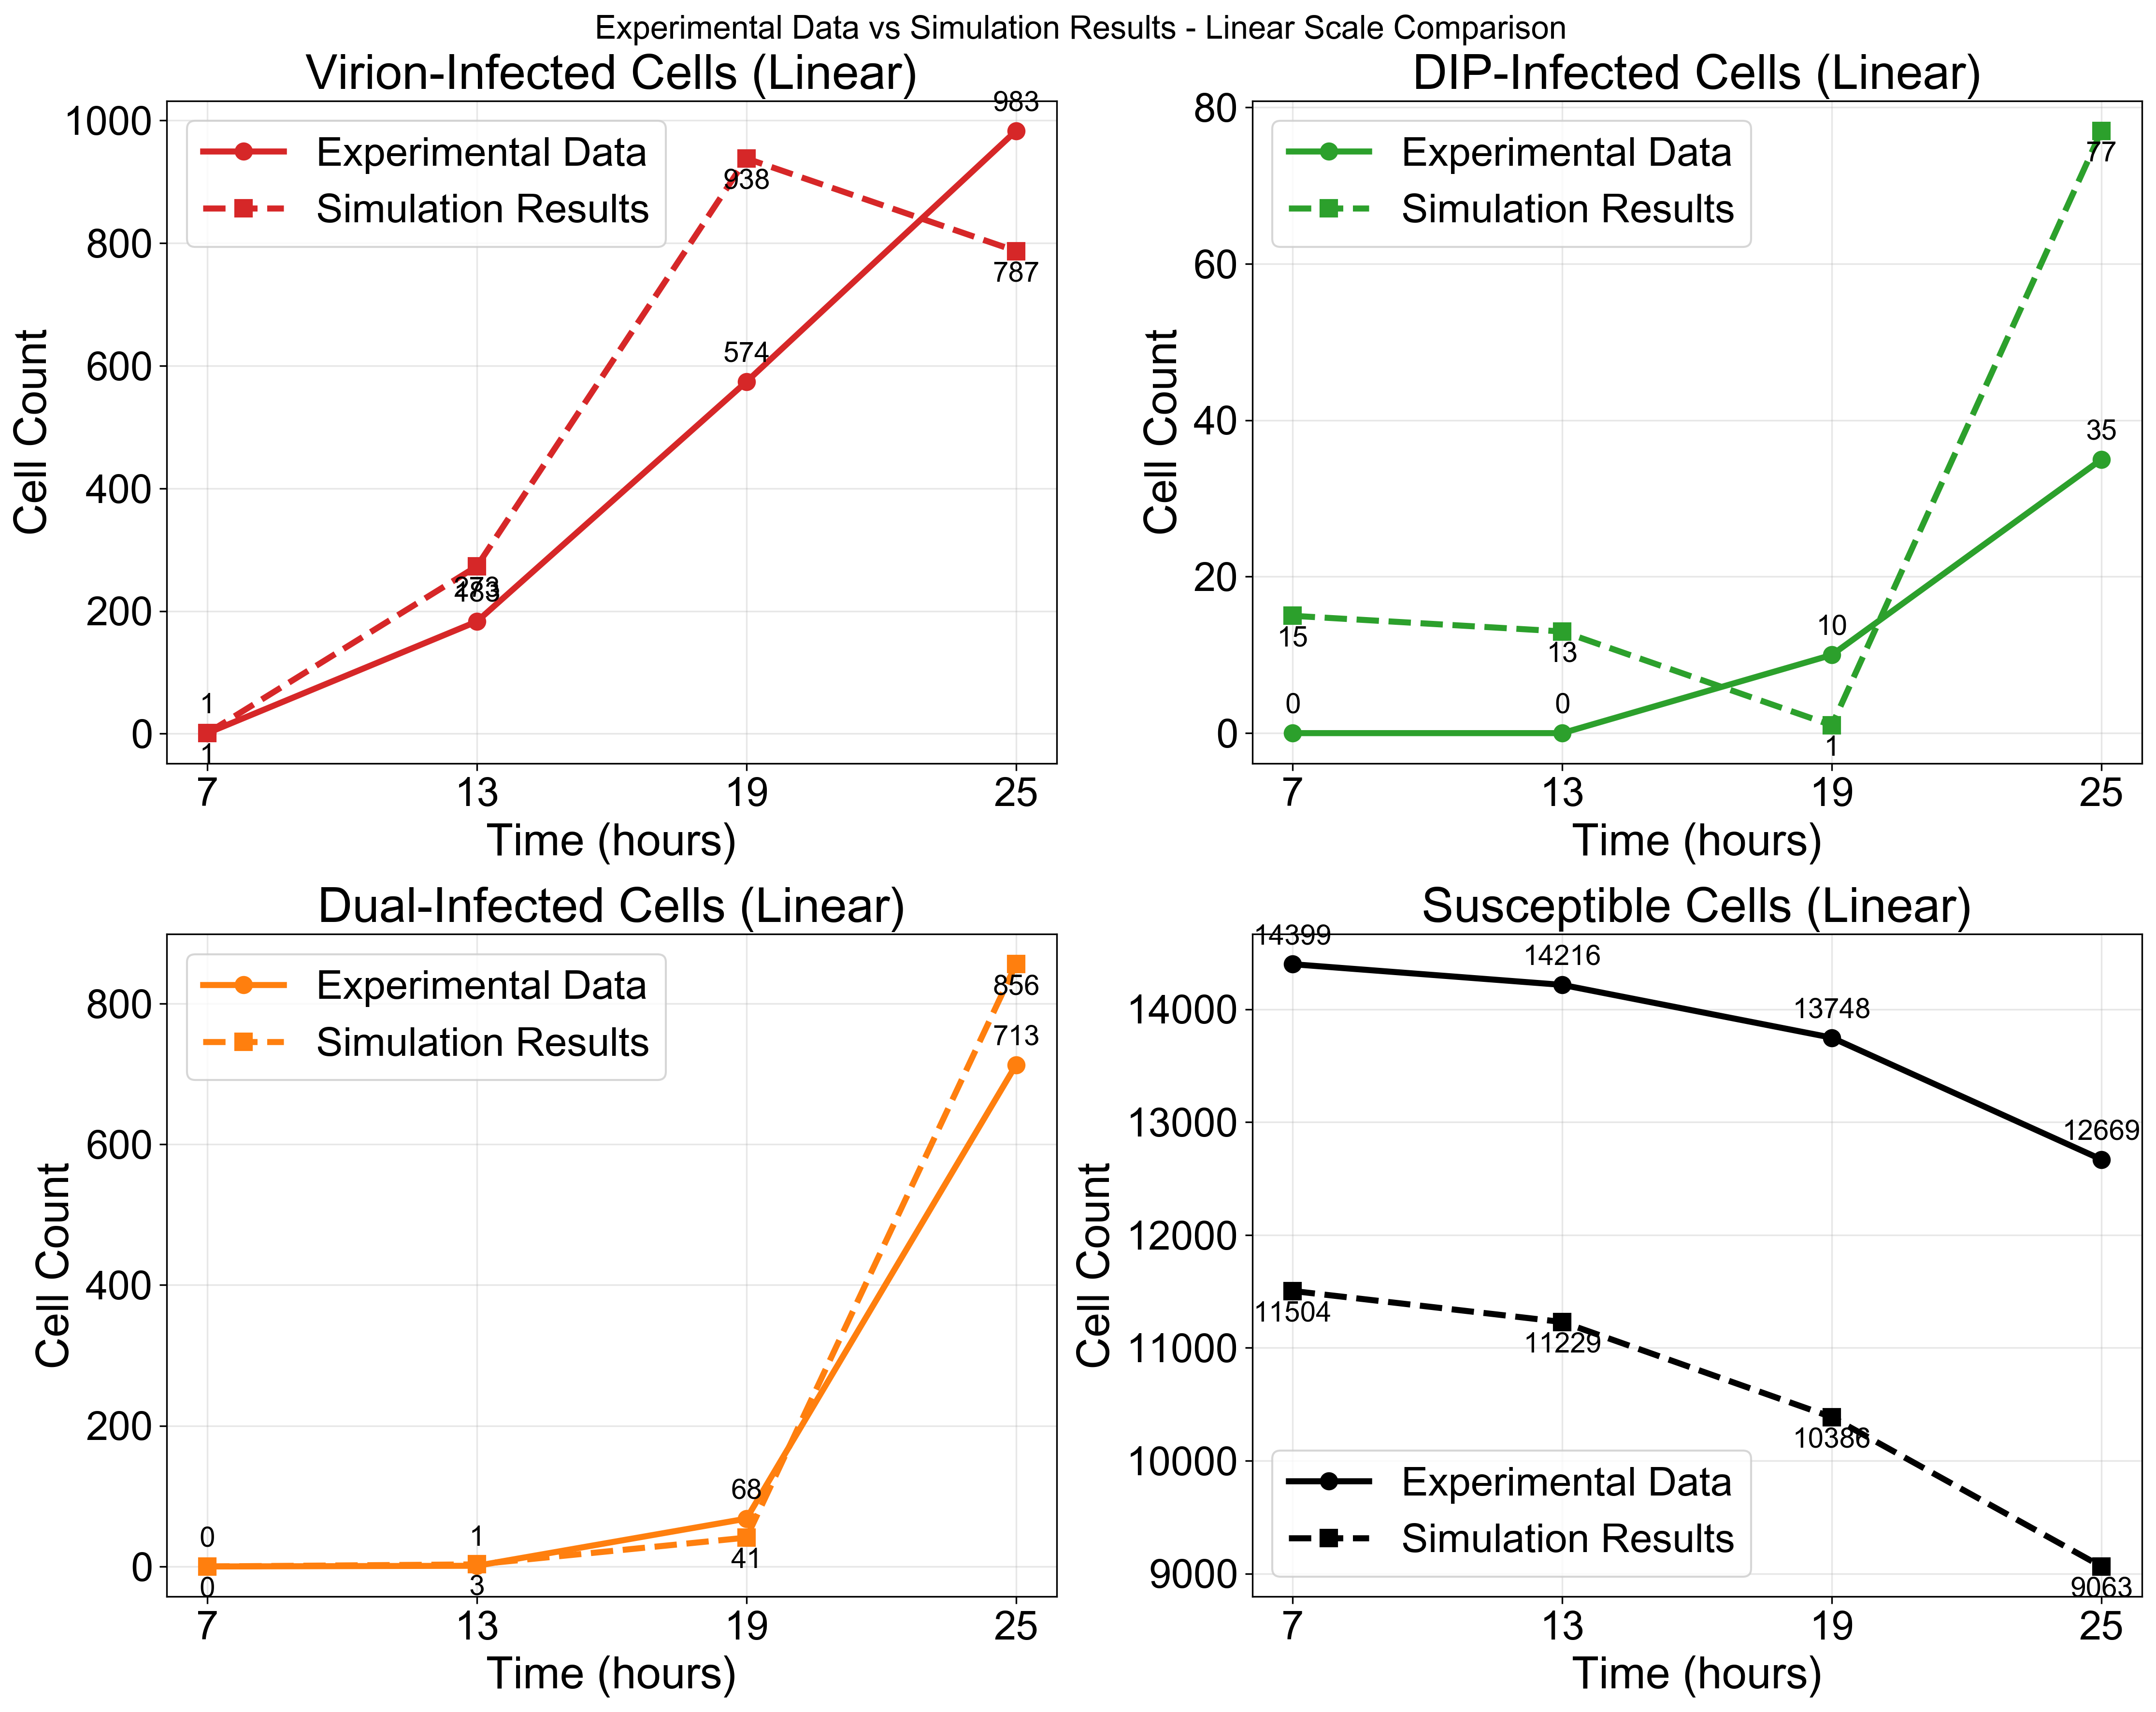 Experimental Data vs Simulation Results - Linear Scale Comparison
Virion-Infected Cells (Linear)
Cell Count
1000
800
600
400
200
0
Experimental Data
Simulation Results
983
938
787
574
273
183
1
1
7 13 19 25
Time (hours)
DIP-Infected Cells (Linear)
Cell Count
80
60
40
20
0
Experimental Data
Simulation Results
77
35
15
13
10
0
0
1
7 13 19 25
Time (hours)
Dual-Infected Cells (Linear)
Cell Count
800
600
400
200
0
Experimental Data
Simulation Results
856
713
68
41
0
1
0
3
7 13 19 25
Time (hours)
Susceptible Cells (Linear)
Cell Count
14000
13000
12000
11000
10000
9000
14399
14216
13748
12669
11504
11229
10386
9063
Experimental Data
Simulation Results
7 13 19 25
Time (hours)